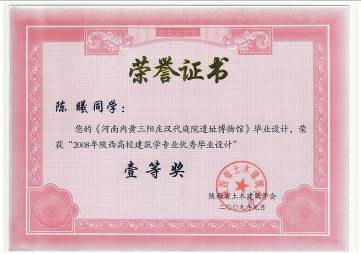 荣誉证书
陈曦同学：
您的《河南内黄三阳庄汉代庭院遗址博物馆》毕业设计，荣
获“2008年陕西高校建筑学专业优秀毕业设计”
壹等奖
陕西省土木建筑学会
二〇〇九年元月